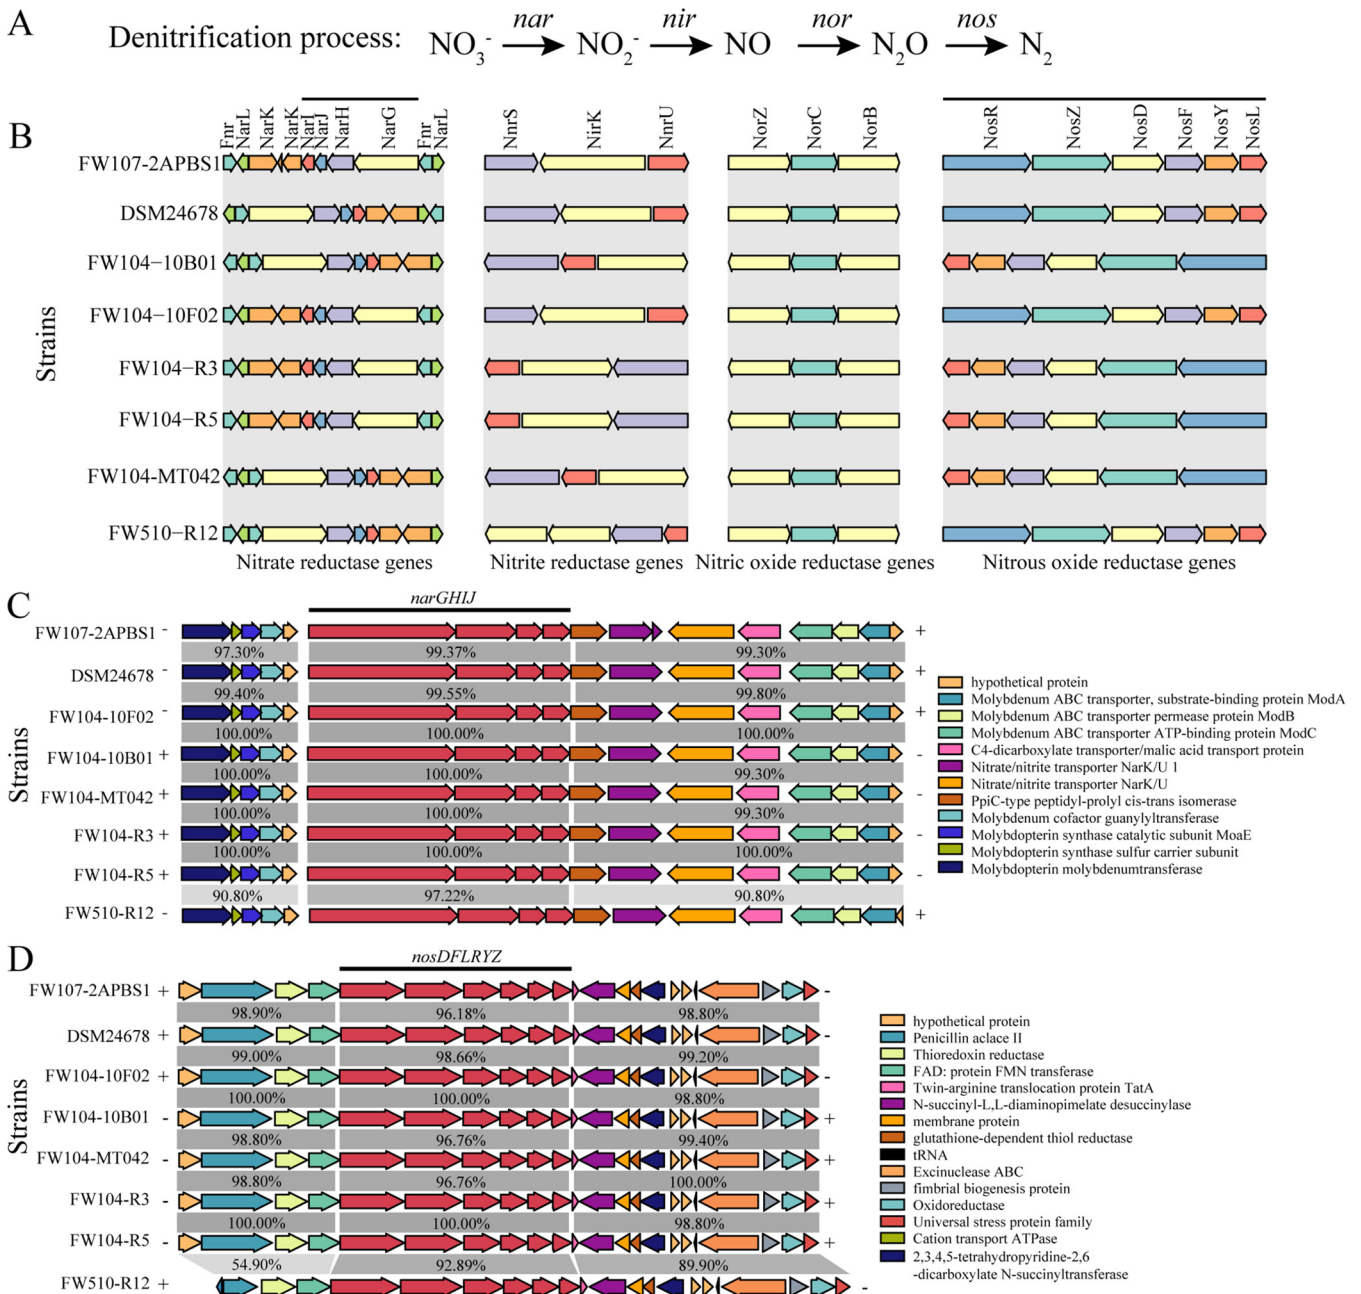 A
Denitrification process: NO3- nar NO2- nir NO nor N2O nos N2
B
Fnr NarL NarK NarK NarI NarJ NarH NarG Fnr NarL NnrS NirK NnrU NorZ NorC NorB NosR NosZ NosD NosF NosY NosL
Strains
FW107-2APBS1
DSM24678
FW104−10B01
FW104−10F02
FW104−R3
FW104−R5
FW104-MT042
FW510−R12
Nitrate reductase genes Nitrite reductase genes Nitric oxide reductase genes Nitrous oxide reductase genes
C
narGHIJ
Strains
FW107-2APBS1 - +
97.30% 99.37% 99.30%
DSM24678 - +
99.40% 99.55% 99.80%
FW104-10F02 - +
100.00% 100.00% 100.00%
FW104-10B01 + -
100.00% 100.00% 99.30%
FW104-MT042 + -
100.00% 100.00% 99.30%
FW104-R3 + -
100.00% 100.00% 100.00%
FW104-R5 + -
90.80% 97.22% 90.80%
FW510-R12 - +
hypothetical protein
Molybdenum ABC transporter, substrate-binding protein ModA
Molybdenum ABC transporter permease protein ModB
Molybdenum ABC transporter ATP-binding protein ModC
C4-dicarboxylate transporter/malic acid transport protein
Nitrate/nitrite transporter NarK/U 1
Nitrate/nitrite transporter NarK/U
PpiC-type peptidyl-prolyl cis-trans isomerase
Molybdenum cofactor guanylyltransferase
Molybdopterin synthase catalytic subunit MoaE
Molybdopterin synthase sulfur carrier subunit
Molybdopterin molybdenumtransferase
D
nosDFLRYZ
Strains
FW107-2APBS1 + -
98.90% 96.18% 98.80%
DSM24678 + -
99.00% 98.66% 99.20%
FW104-10F02 + -
100.00% 100.00% 98.80%
FW104-10B01 - +
98.80% 96.76% 99.40%
FW104-MT042 - +
98.80% 96.76% 100.00%
FW104-R3 - +
100.00% 100.00% 98.80%
FW104-R5 - +
54.90% 92.89% 89.90%
FW510-R12 + -
hypothetical protein
Penicillin aclace II
Thioredoxin reductase
FAD: protein FMN transferase
Twin-arginine translocation protein TatA
N-succinyl-L,L-diaminopimelate desuccinylase
membrane protein
glutathione-dependent thiol reductase
tRNA
Excinuclease ABC
fimbrial biogenesis protein
Oxidoreductase
Universal stress protein family
Cation transport ATPase
2,3,4,5-tetrahydropyridine-2,6
-dicarboxylate N-succinyltransferase